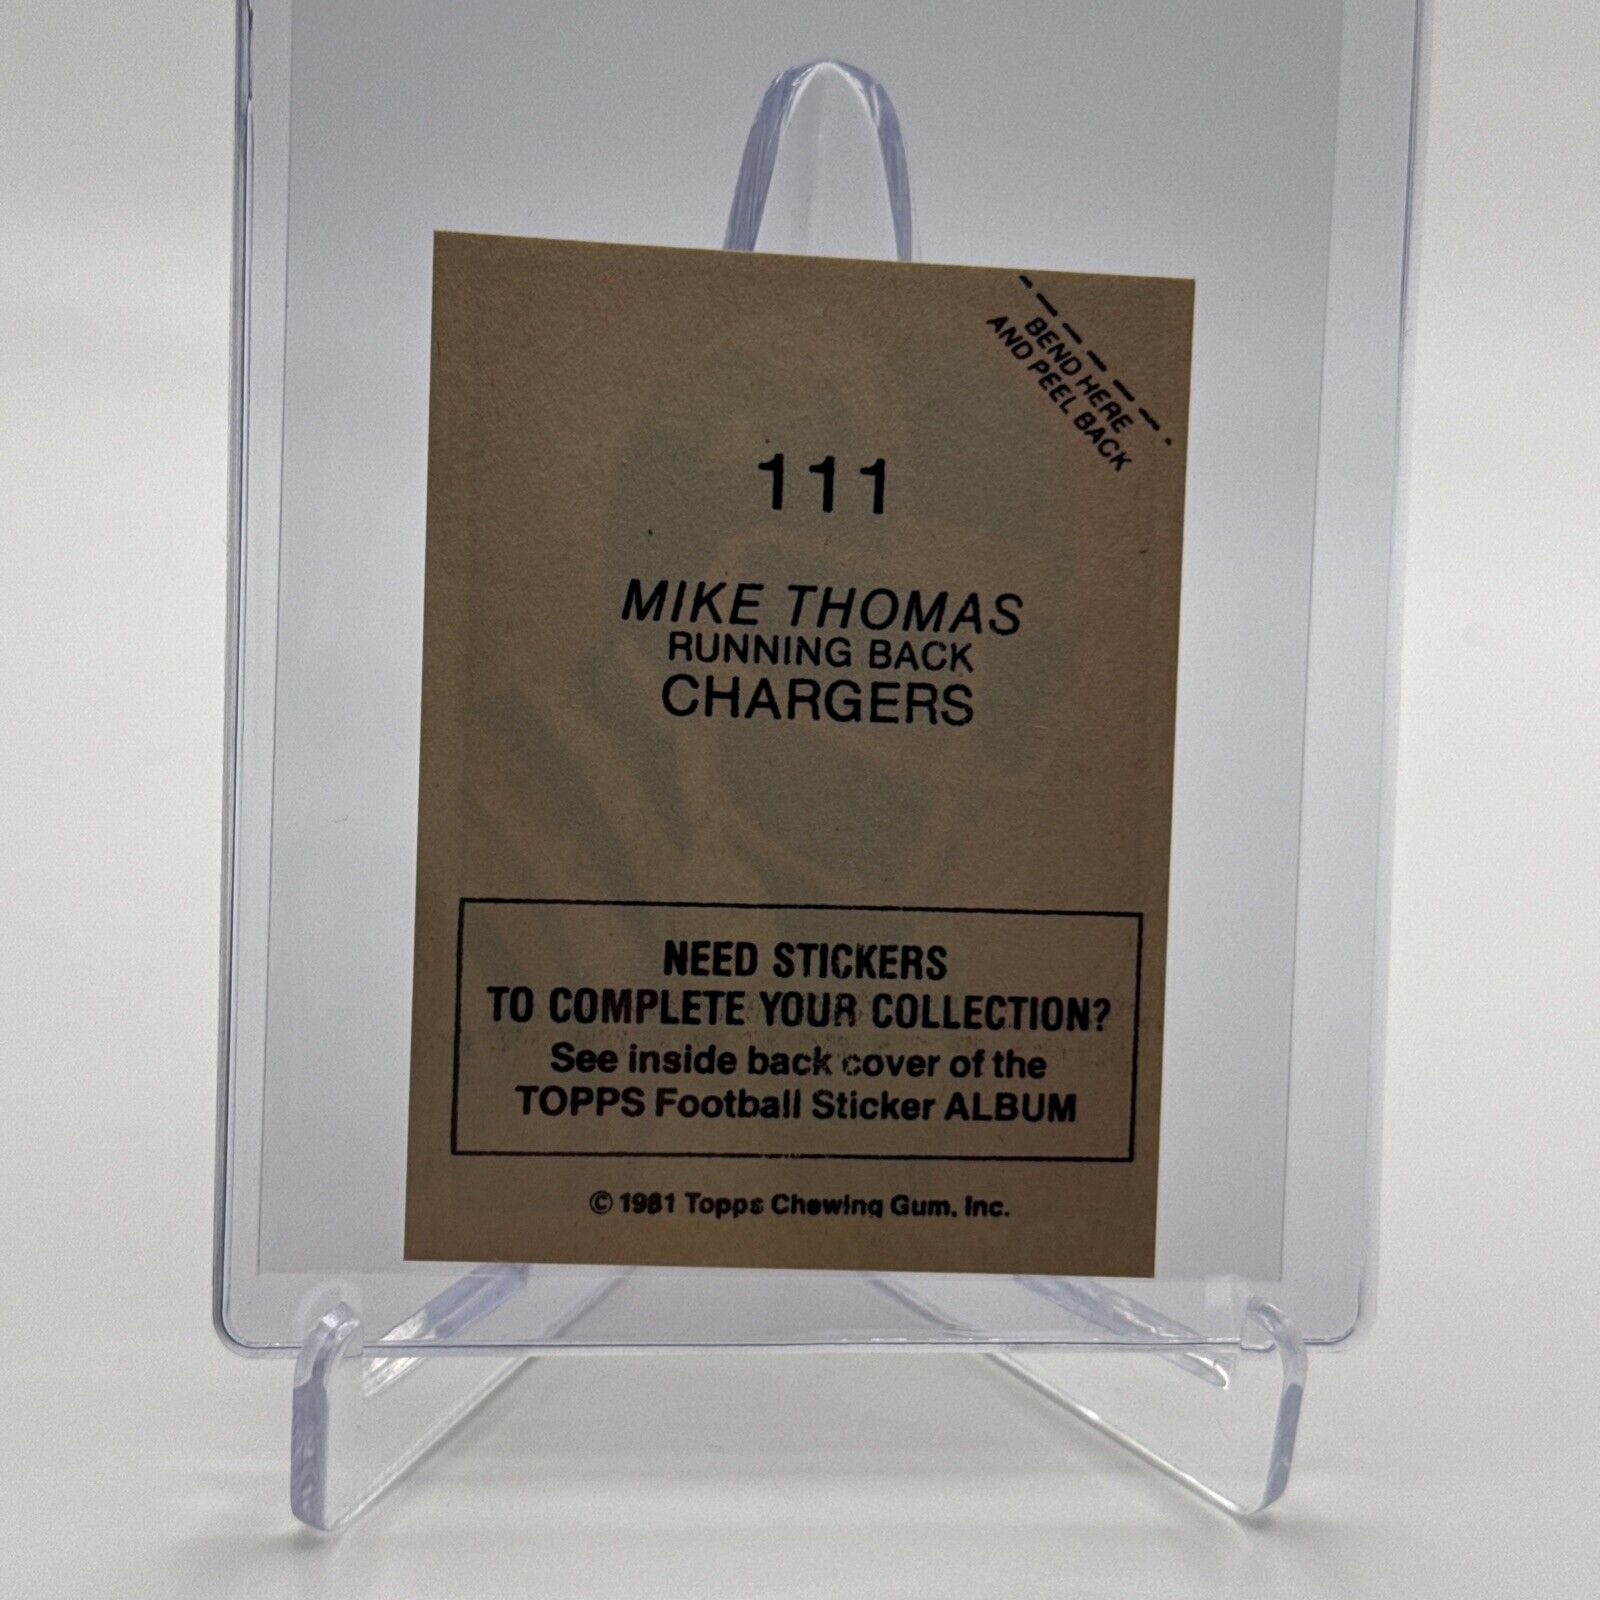 BEND HERE
AND PEEL BACK
111
MIKE THOMAS
RUNNING BACK
CHARGERS
NEED STICKERS
TO COMPLETE YOUR COLLECTION?
See inside back cover of the
TOPPS Football Sticker ALBUM
© 1981 Topps Chewing Gum, Inc.